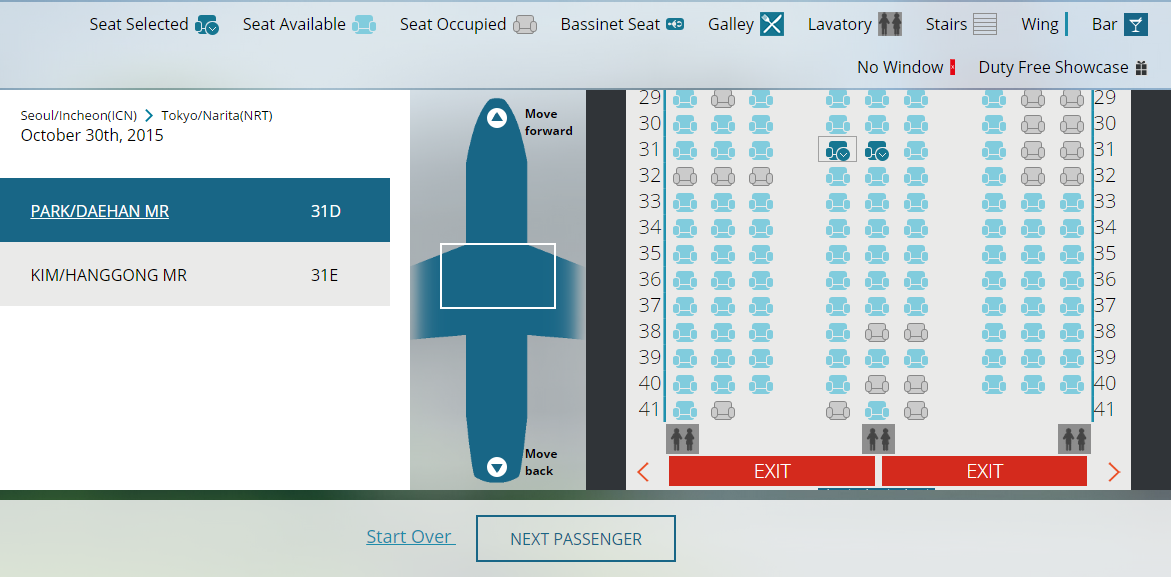 Seat Selected Seat Available Seat Occupied Bassinet Seat Galley Lavatory Stairs Wing Bar
No Window Duty Free Showcase
Seoul/Incheon(ICN) Tokyo/Narita(NRT)
October 30th, 2015
PARK/DAEHAN MR 31D
KIM/HANGGONG MR 31E
Move
forward
Move
back
29 29
30 30
31 31
32 32
33 33
34 34
35 35
36 36
37 37
38 38
39 39
40 40
41 41
EXIT EXIT
Start Over NEXT PASSENGER